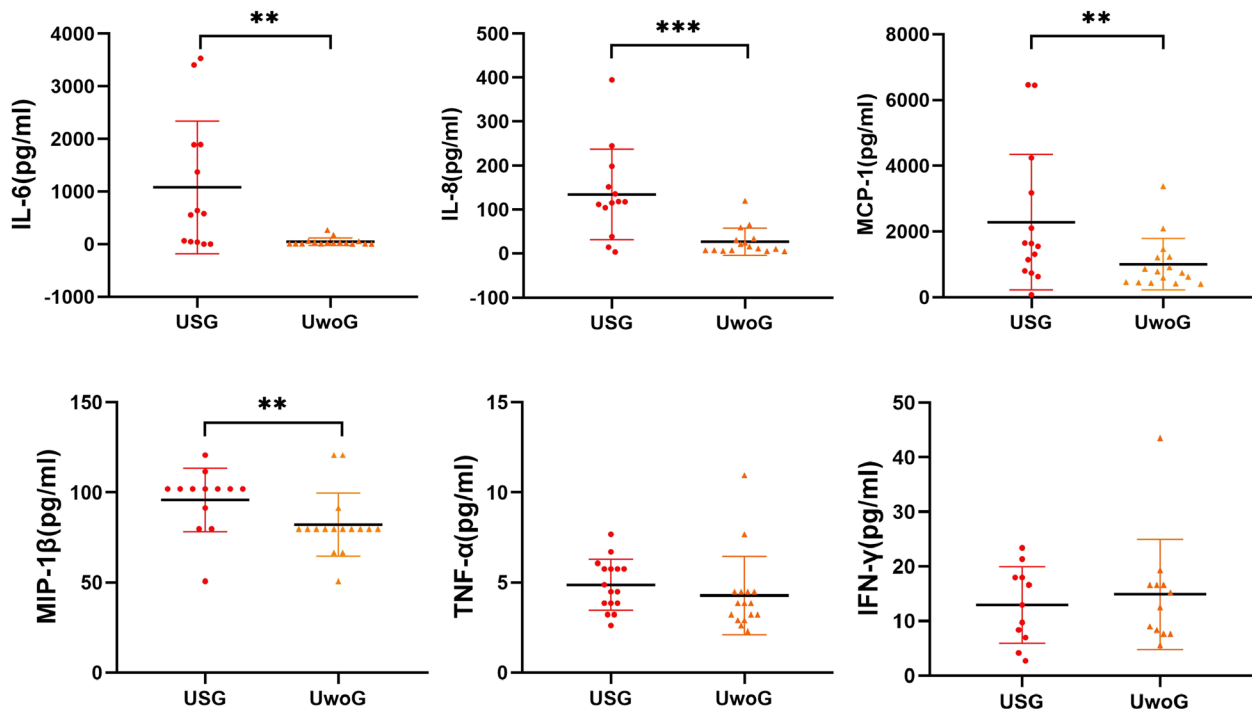 **
IL-6(pg/ml)
4000
3000
2000
1000
0
-1000
USG
UwoG
***
IL-8(pg/ml)
500
400
300
200
100
0
-100
USG
UwoG
**
MCP-1(pg/ml)
8000
6000
4000
2000
0
USG
UwoG
**
MIP-1β(pg/ml)
150
100
50
0
USG
UwoG
TNF-α(pg/ml)
15
10
5
0
USG
UwoG
IFN-γ(pg/ml)
50
40
30
20
10
0
USG
UwoG